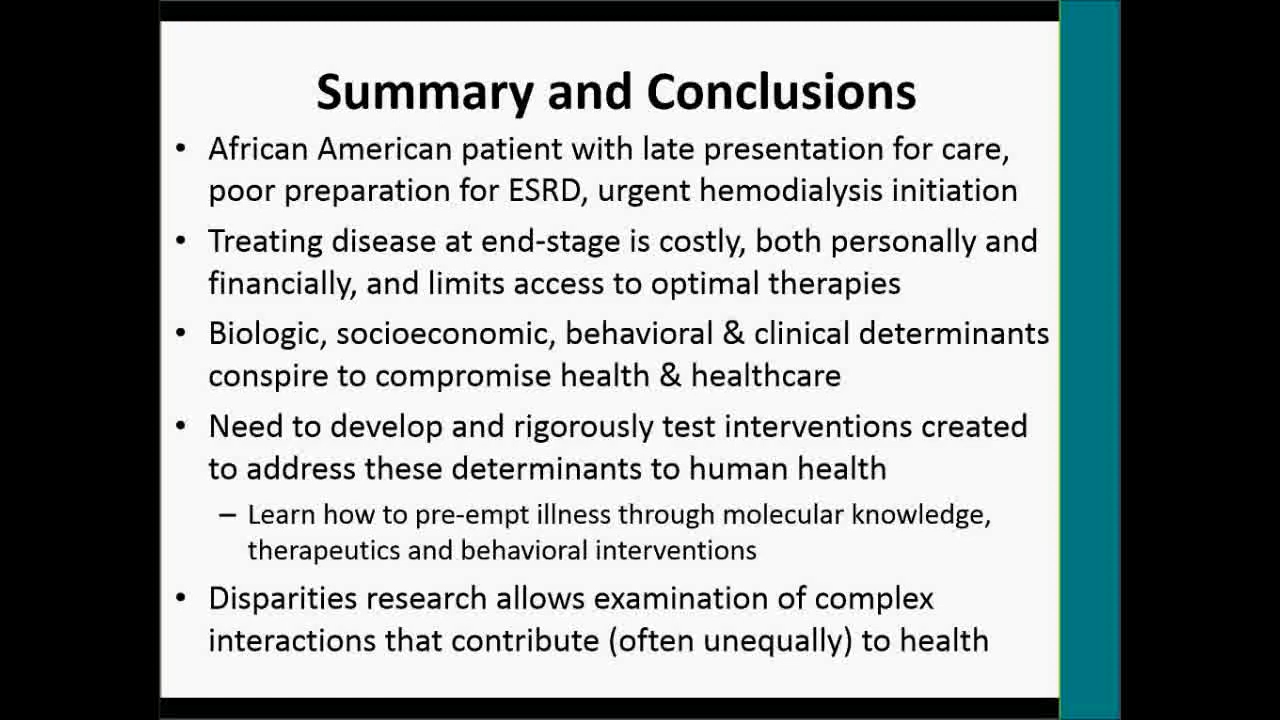 Summary and Conclusions
• African American patient with late presentation for care,
poor preparation for ESRD, urgent hemodialysis initiation
• Treating disease at end-stage is costly, both personally and
financially, and limits access to optimal therapies
• Biologic, socioeconomic, behavioral & clinical determinants
conspire to compromise health & healthcare
• Need to develop and rigorously test interventions created
to address these determinants to human health
– Learn how to pre-empt illness through molecular knowledge,
therapeutics and behavioral interventions
• Disparities research allows examination of complex
interactions that contribute (often unequally) to health